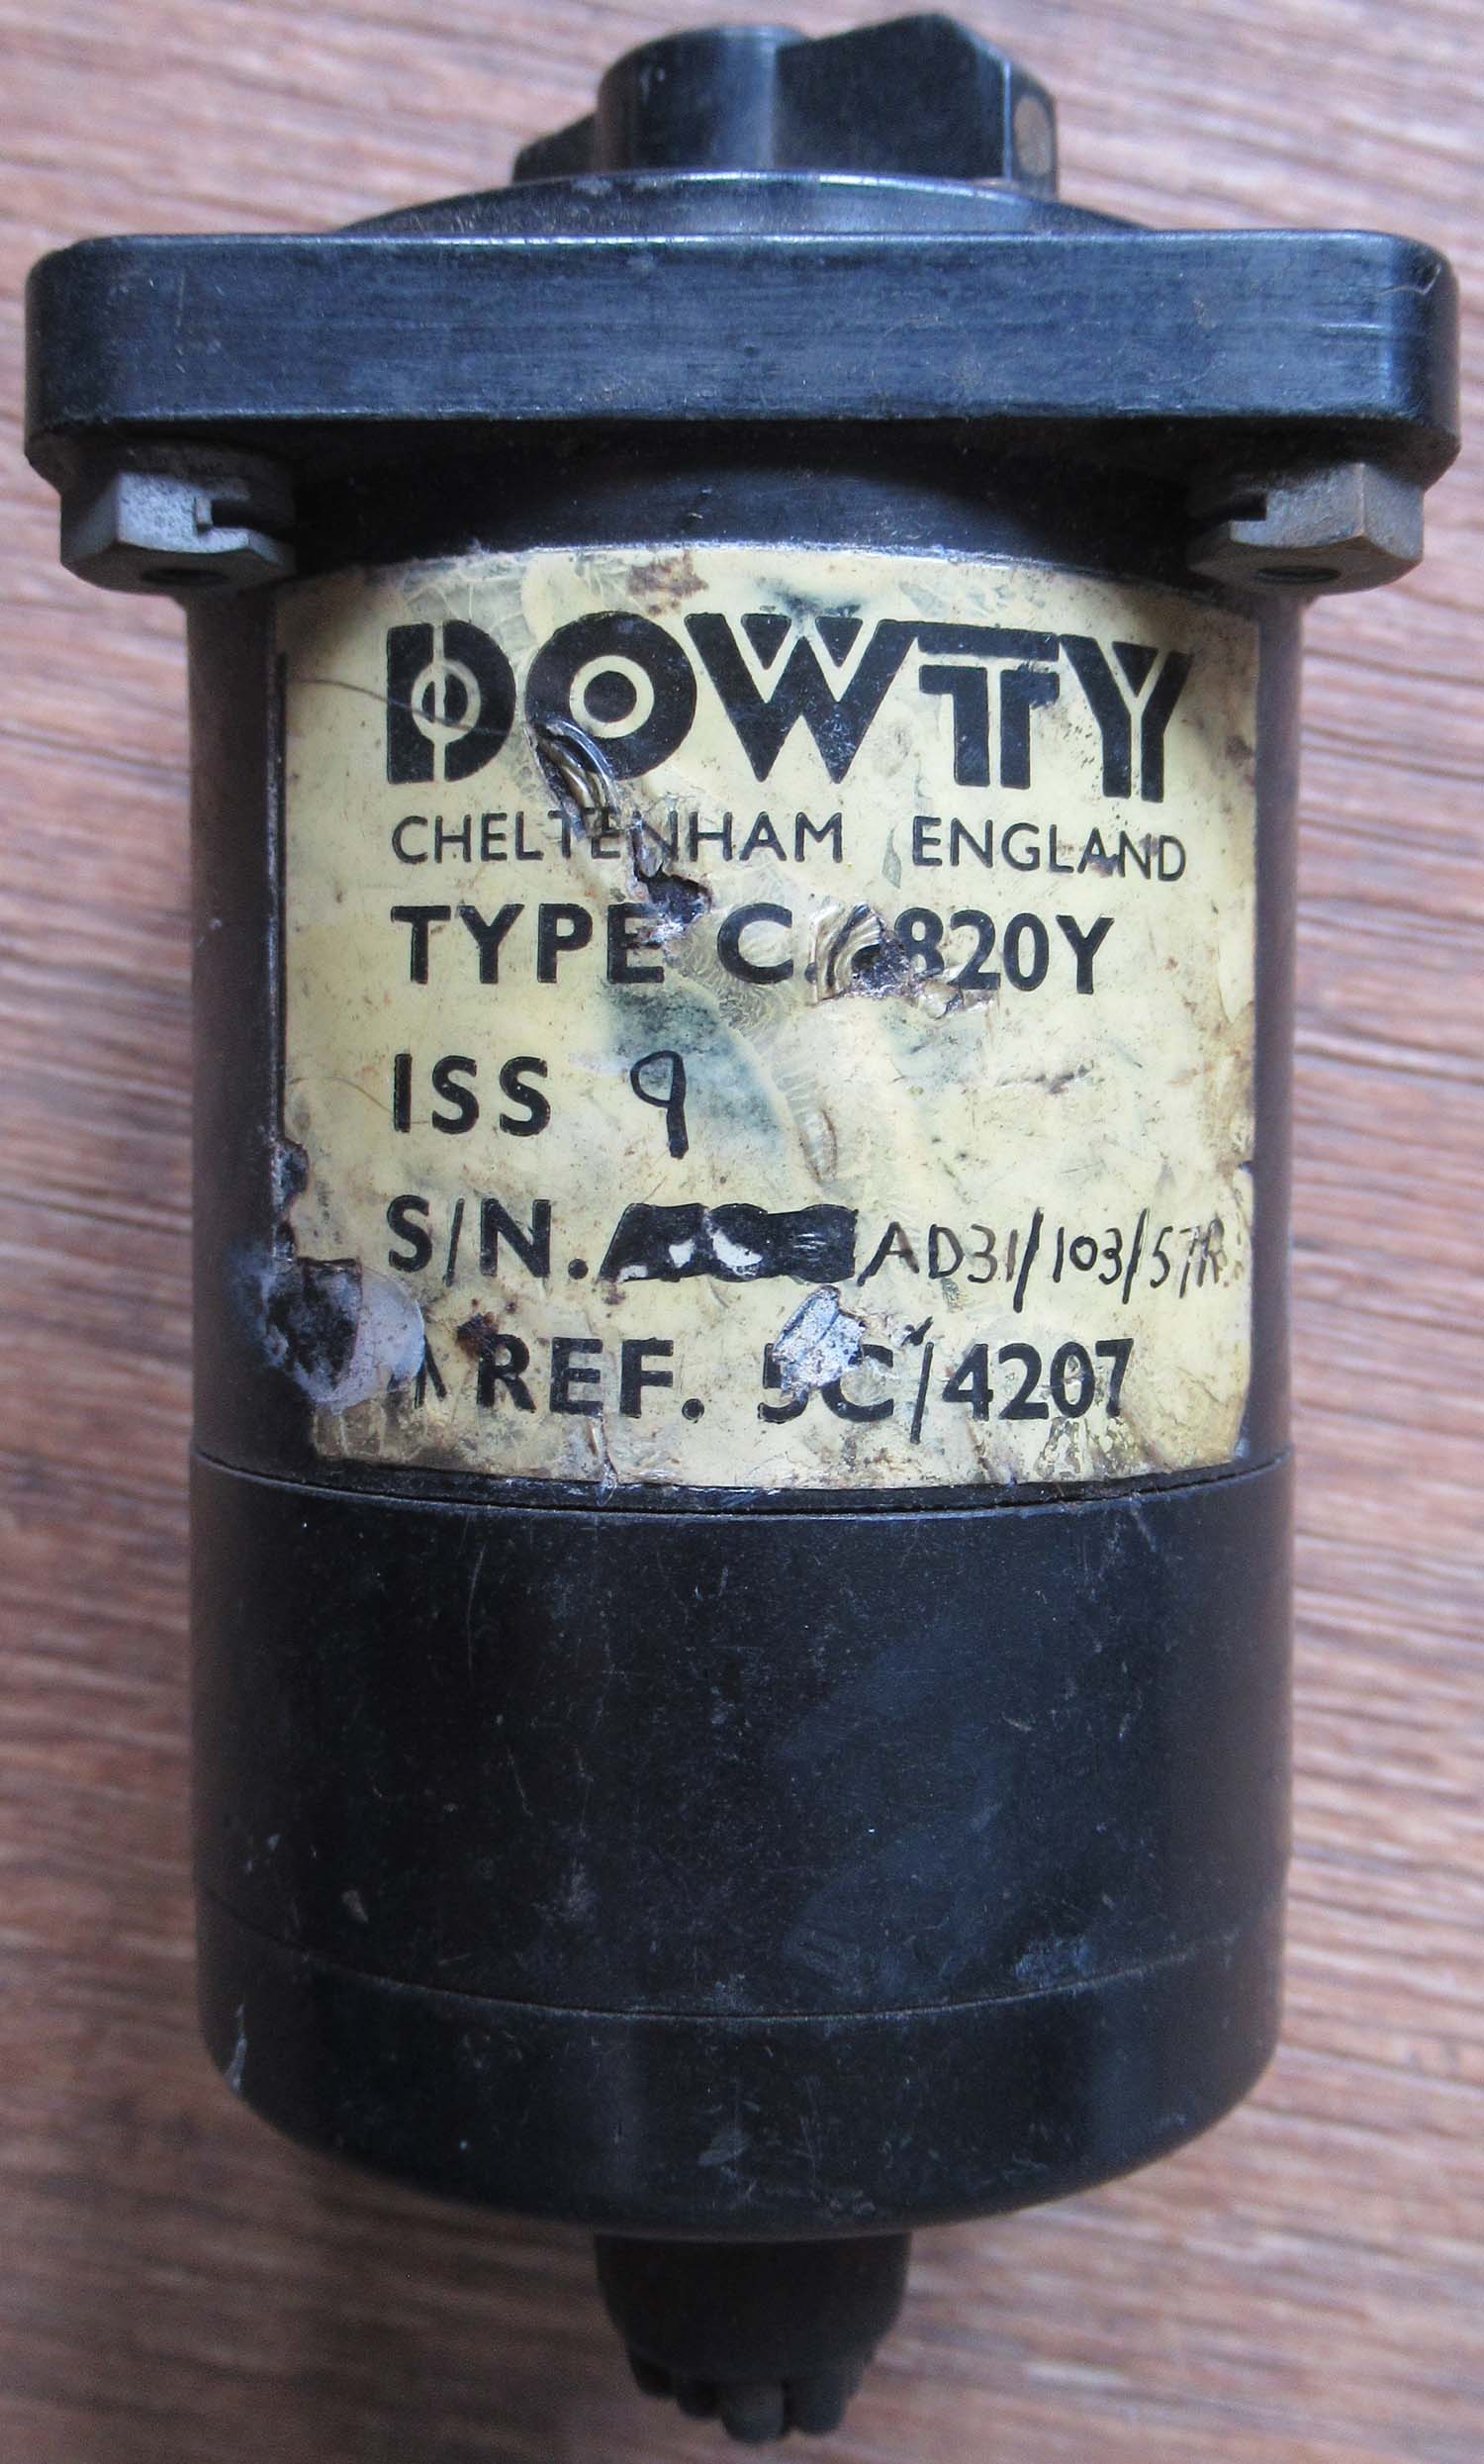 DOWTY
CHELTENHAM ENGLAND
TYPE C. 820Y
ISS 9
S/N. AD31/103/57R
REF. 5C/4207